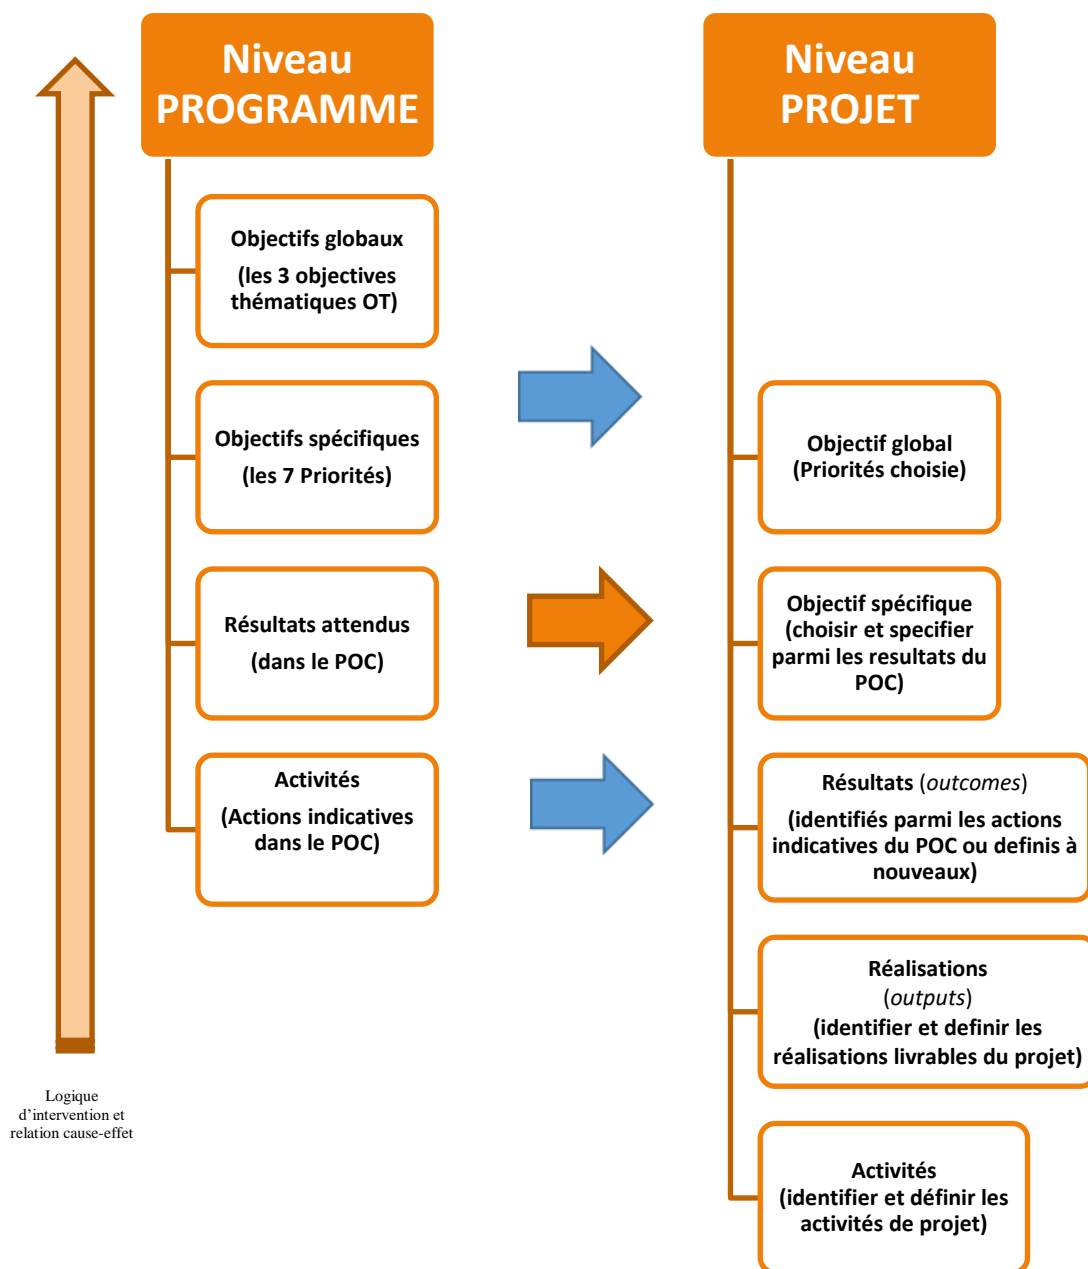 Niveau
PROGRAMME
Objectifs globaux
(les 3 objectives
thématiques OT)
Objectifs spécifiques
(les 7 Priorités)
Résultats attendus
(dans le POC)
Activités
(Actions indicatives
dans le POC)
Niveau
PROJET
Objectif global
(Priorités choisie)
Objectif spécifique
(choisir et specifier
parmi les resultats du
POC)
Résultats (outcomes)
(identifiés parmi les actions
indicatives du POC ou definis à
nouveaux)
Réalisations
(outputs)
(identifier et definir les
réalisations livrables du projet)
Activités
(identifier et définir les
activités de projet)
Logique
d’intervention et
relation cause-effet